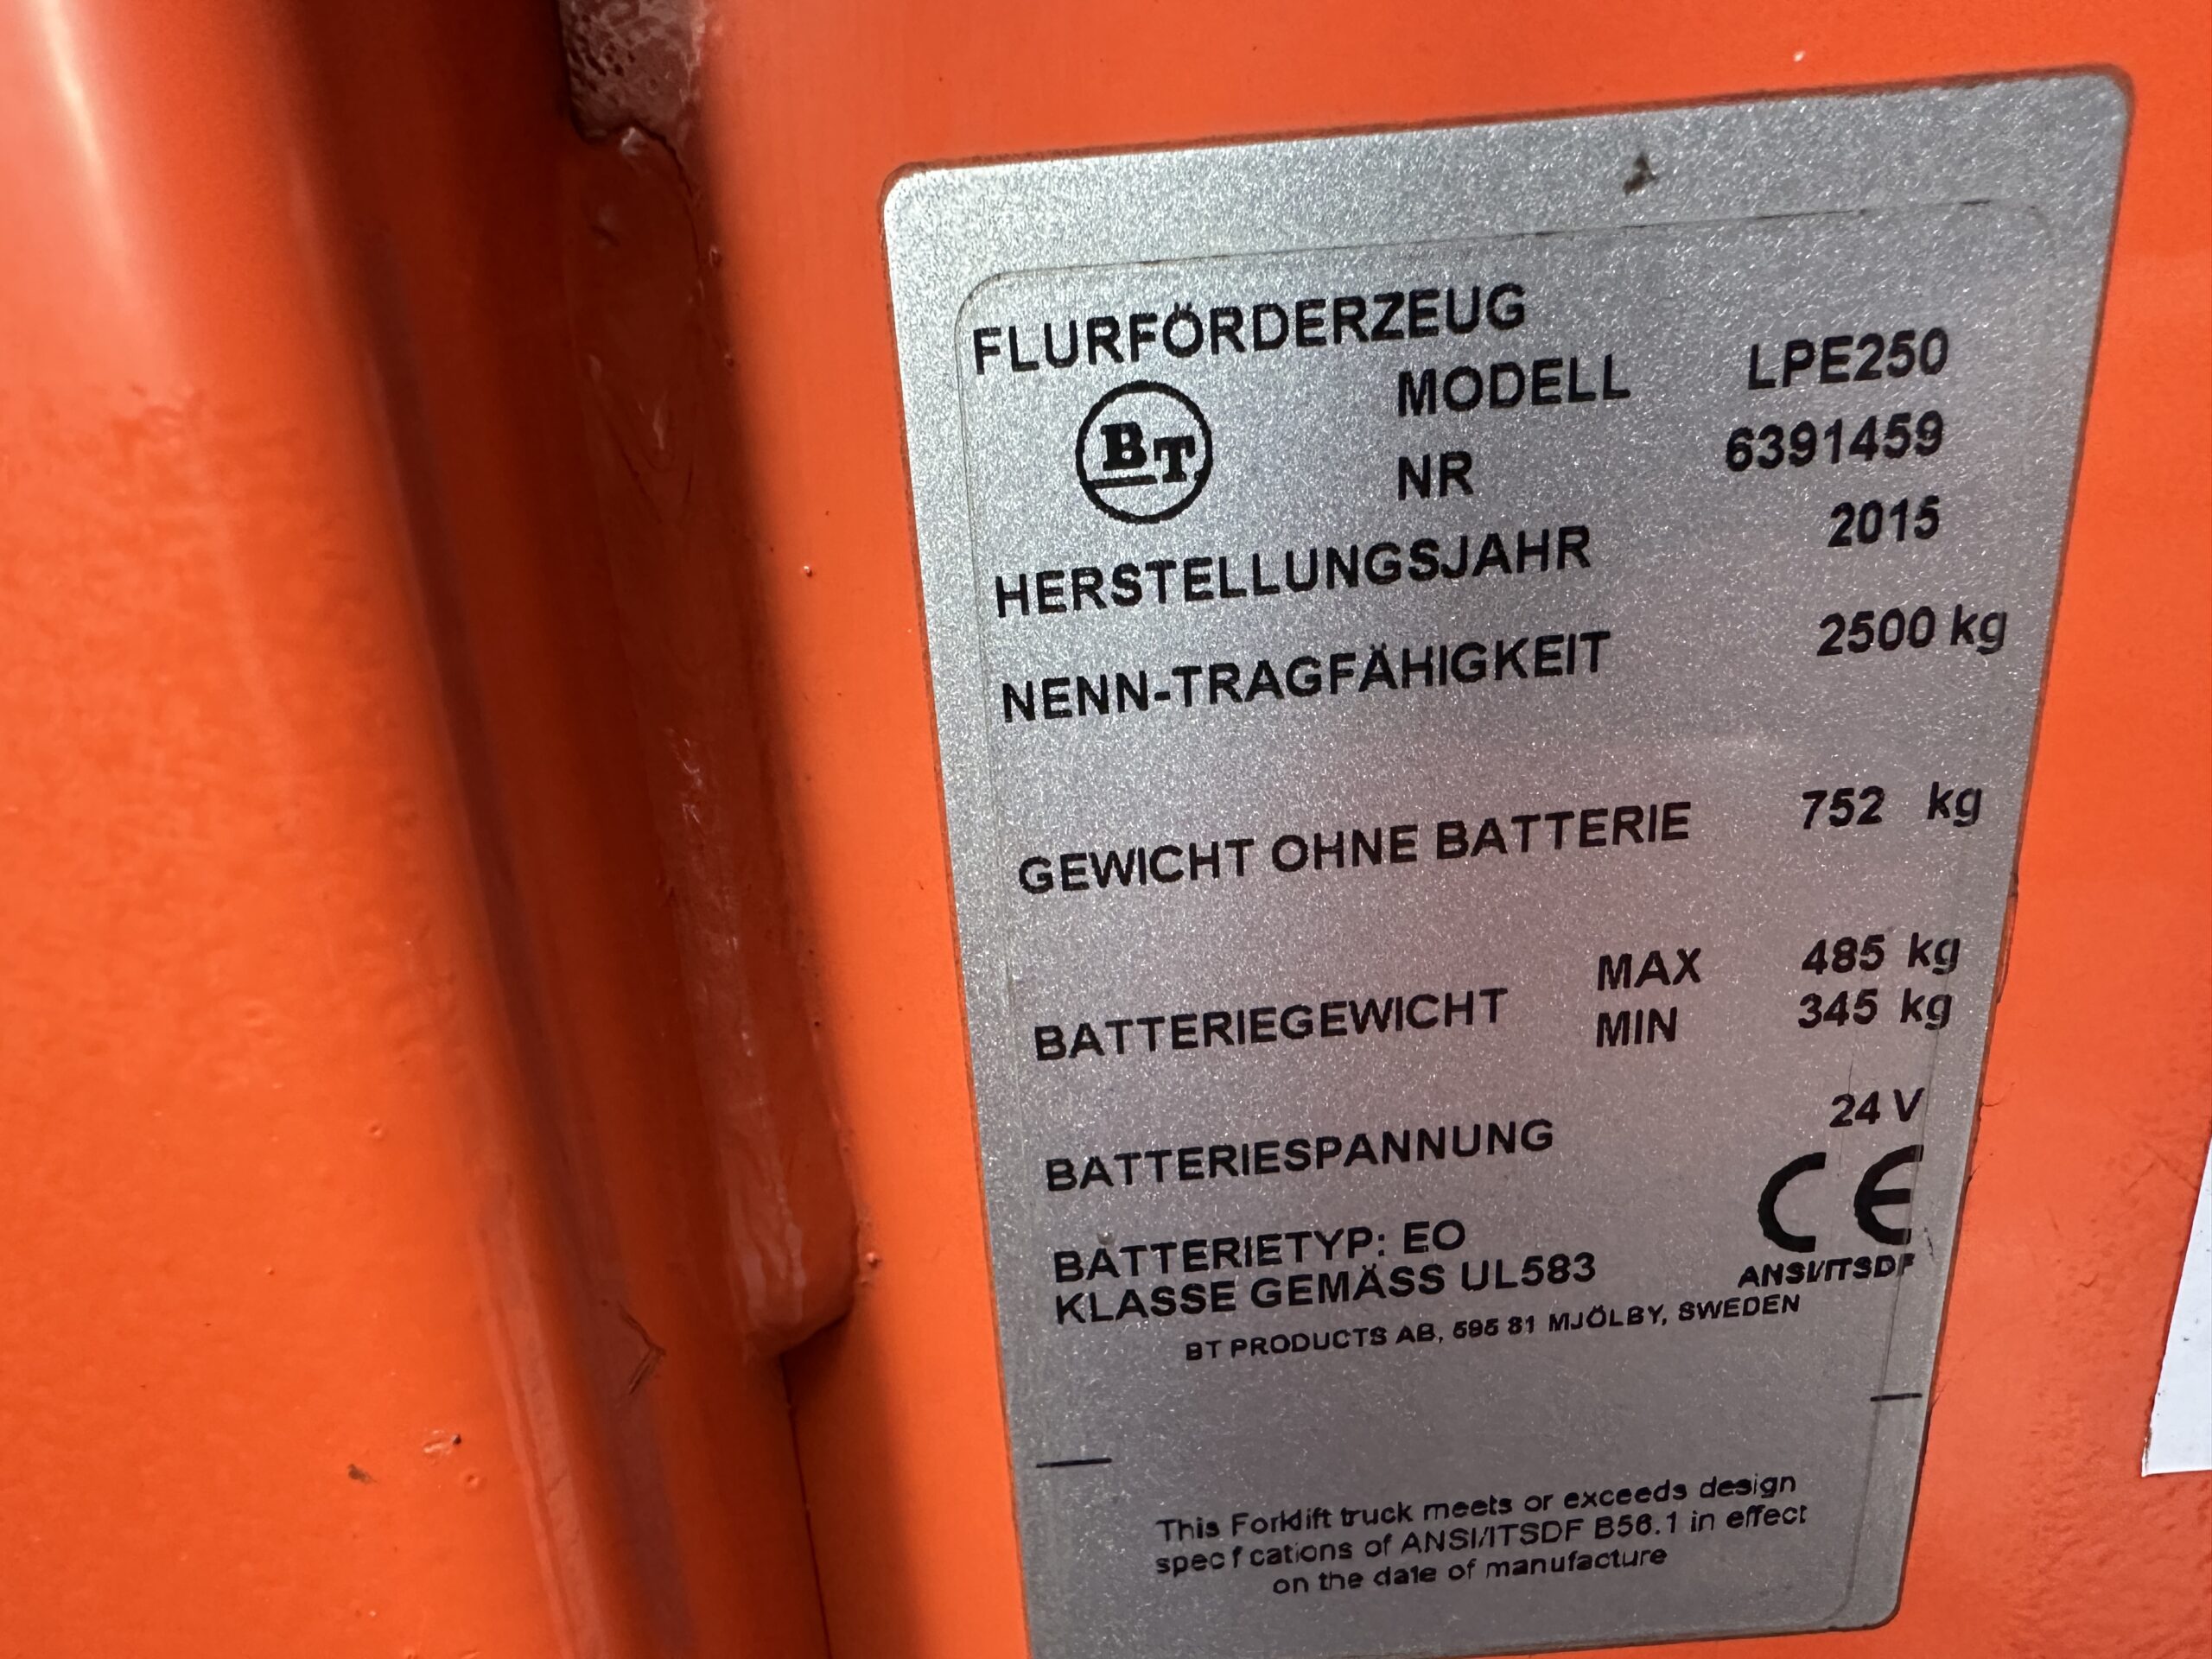 FLURFÖRDERZEUG
MODELL LPE250
BT
NR 6391459
HERSTELLUNGSJAHR 2015
NENN-TRAGFÄHIGKEIT 2500 kg
GEWICHT OHNE BATTERIE 752 kg
BATTERIEGEWICHT MAX 485 kg
MIN 345 kg
BATTERIESPANNUNG 24 V
CE
BATTERIETYP: EO
KLASSE GEMÄSS UL583
ANSI/ITSDF
BT PRODUCTS AB, 595 81 MJÖLBY, SWEDEN
This Forklift truck meets or exceeds design
specifications of ANSI/ITSDF B56.1 in effect
on the date of manufacture